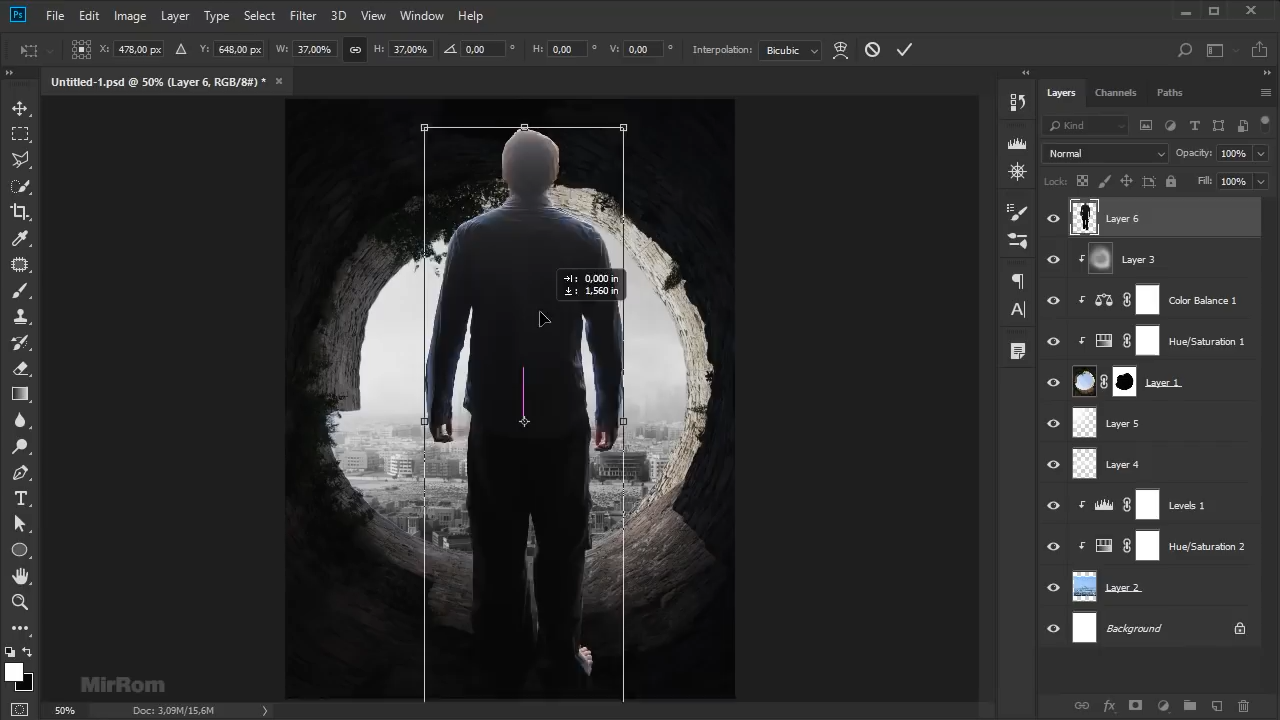 Ps File Edit Image Layer Type Select Filter 3D View Window Help
X: 478,00 px Y: 648,00 px W: 37,00% H: 37,00% 0,00 ° H: 0,00 ° V: 0,00 ° Interpolation: Bicubic
Untitled-1.psd @ 50% (Layer 6, RGB/8#) * ×
Layers Channels Paths
Kind
Normal Opacity: 100%
Lock: Fill: 100%
Layer 6
Layer 3
Color Balance 1
Hue/Saturation 1
Layer 1
Layer 5
Layer 4
Levels 1
Hue/Saturation 2
Layer 2
Background
: 0,000 in
: 1,560 in
MirRom
50% Doc: 3,09M/15,6M